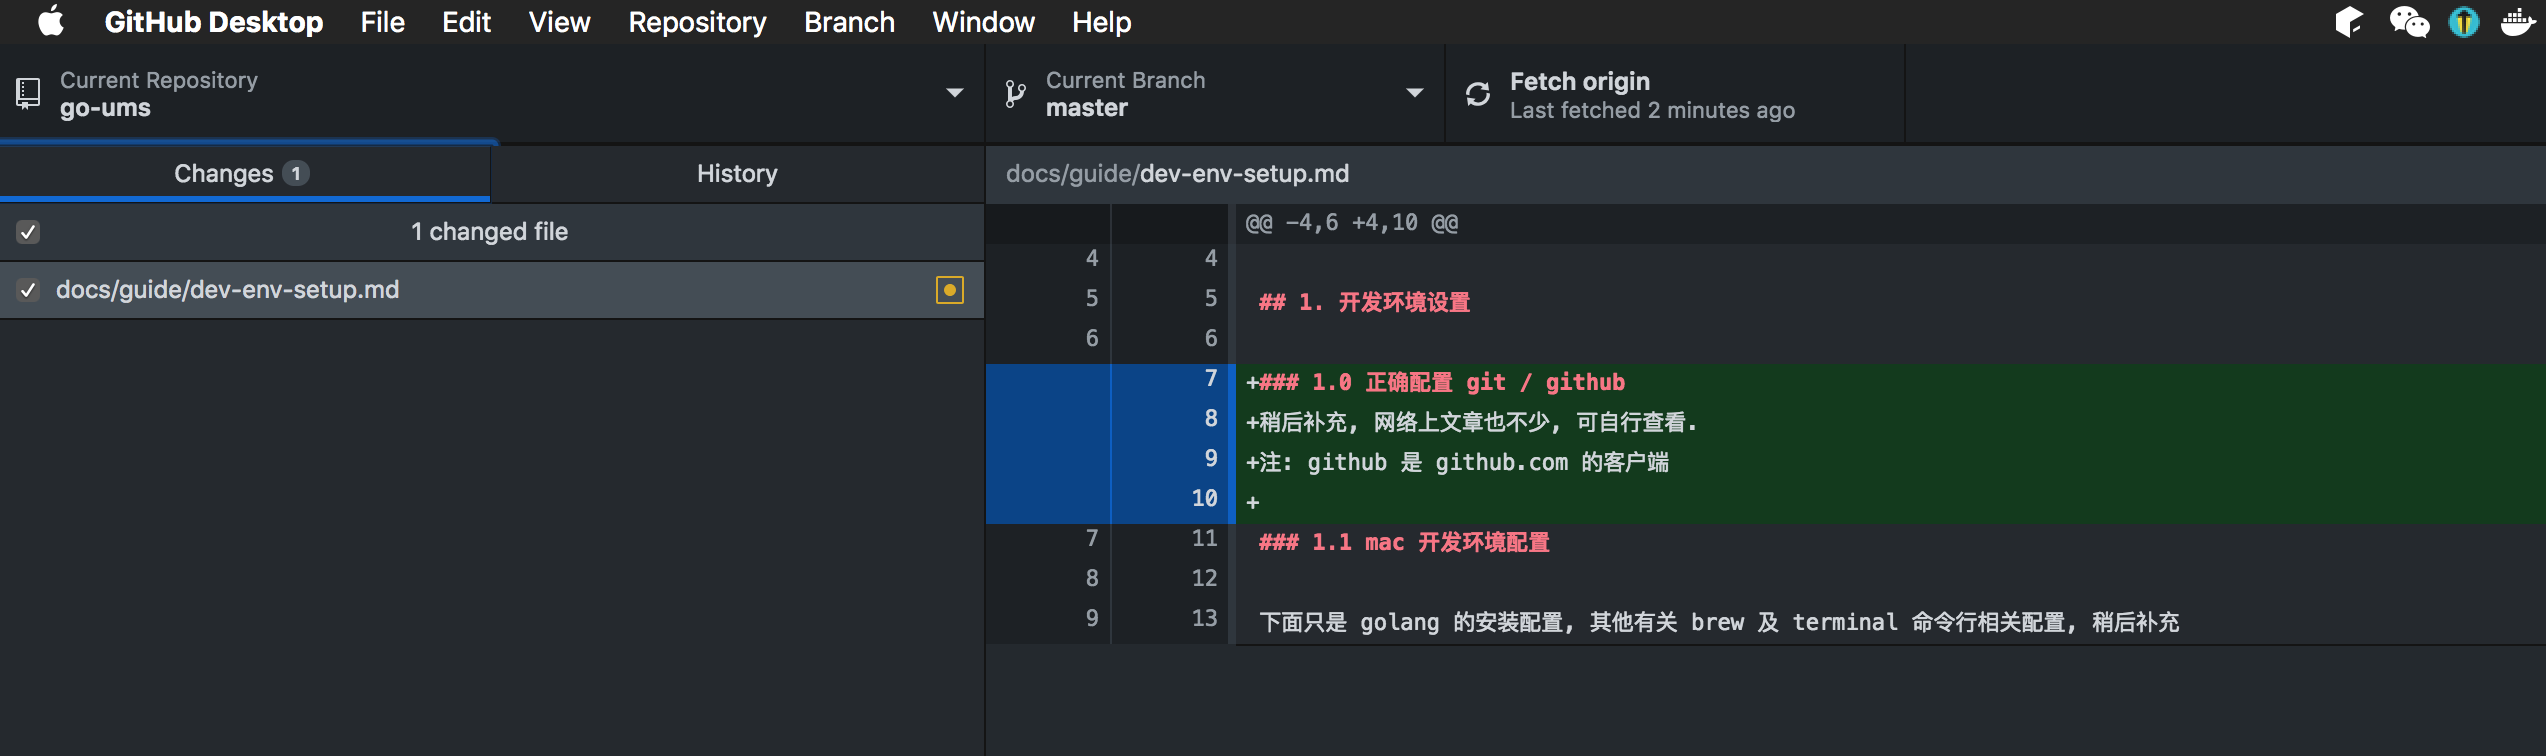 GitHub Desktop File Edit View Repository Branch Window Help
Current Repository
go-ums
Current Branch
master
Fetch origin
Last fetched 2 minutes ago
Changes 1
History
1 changed file
docs/guide/dev-env-setup.md
docs/guide/dev-env-setup.md
@@ -4,6 +4,10 @@
4 4
5 5 ## 1. 开发环境设置
6 6
7 +### 1.0 正确配置 git / github
8 +稍后补充, 网络上文章也不少, 可自行查看.
9 +注: github 是 github.com 的客户端
10 +
7 11 ### 1.1 mac 开发环境配置
8 12
9 13 下面只是 golang 的安装配置, 其他有关 brew 及 terminal 命令行相关配置, 稍后补充